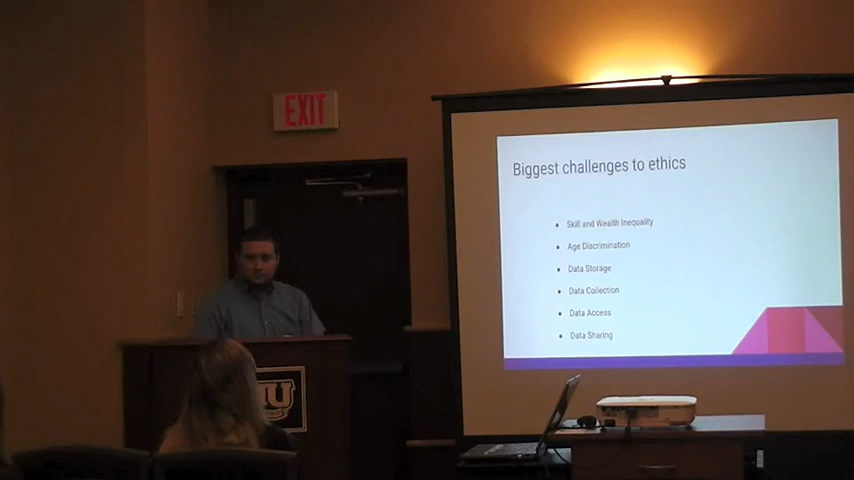 EXIT
Biggest challenges to ethics
• Skill and Wealth Inequality
• Age Discrimination
• Data Storage
• Data Collection
• Data Access
• Data Sharing